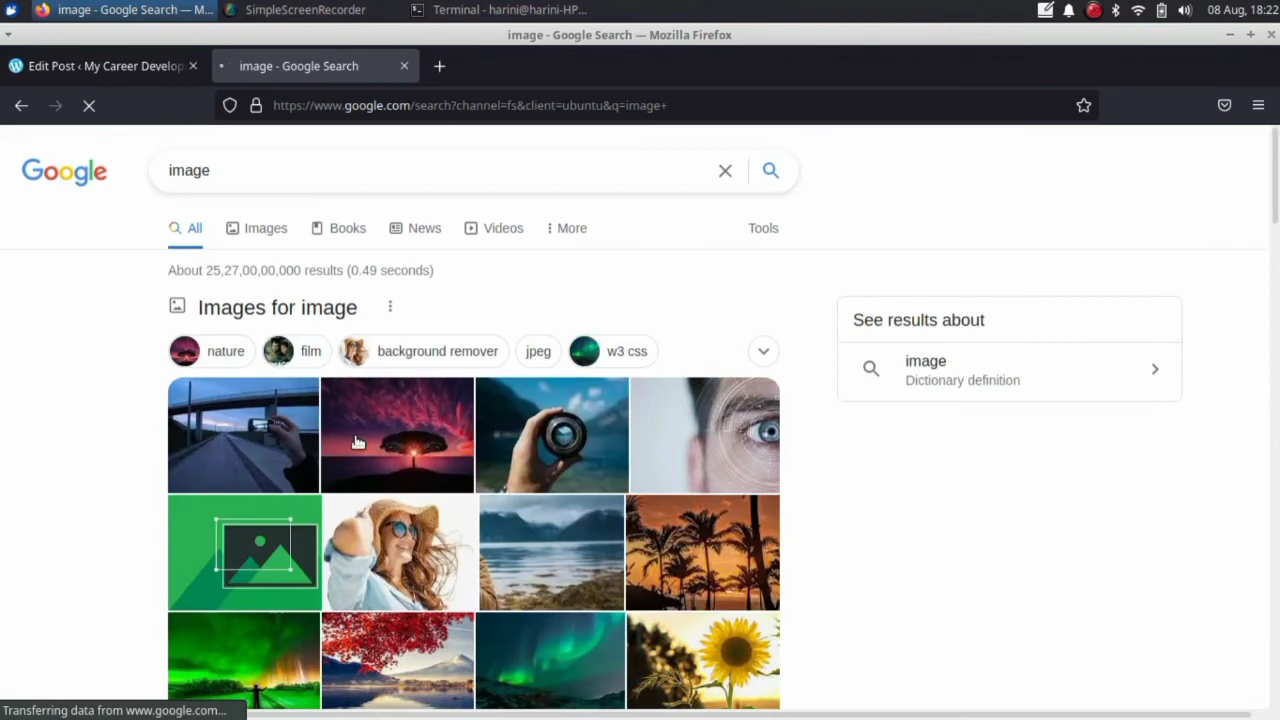 image - Google Search — M...
SimpleScreenRecorder
Terminal - harini@harini-HP...
08 Aug, 18:22
image - Google Search — Mozilla Firefox
Edit Post ‹ My Career Develop
image - Google Search
https://www.google.com/search?channel=fs&client=ubuntu&q=image+
Google
image
All
Images
Books
News
Videos
More
Tools
About 25,27,00,00,000 results (0.49 seconds)
Images for image
See results about
nature
film
background remover
jpeg
w3 css
image
Dictionary definition
Transferring data from www.google.com...